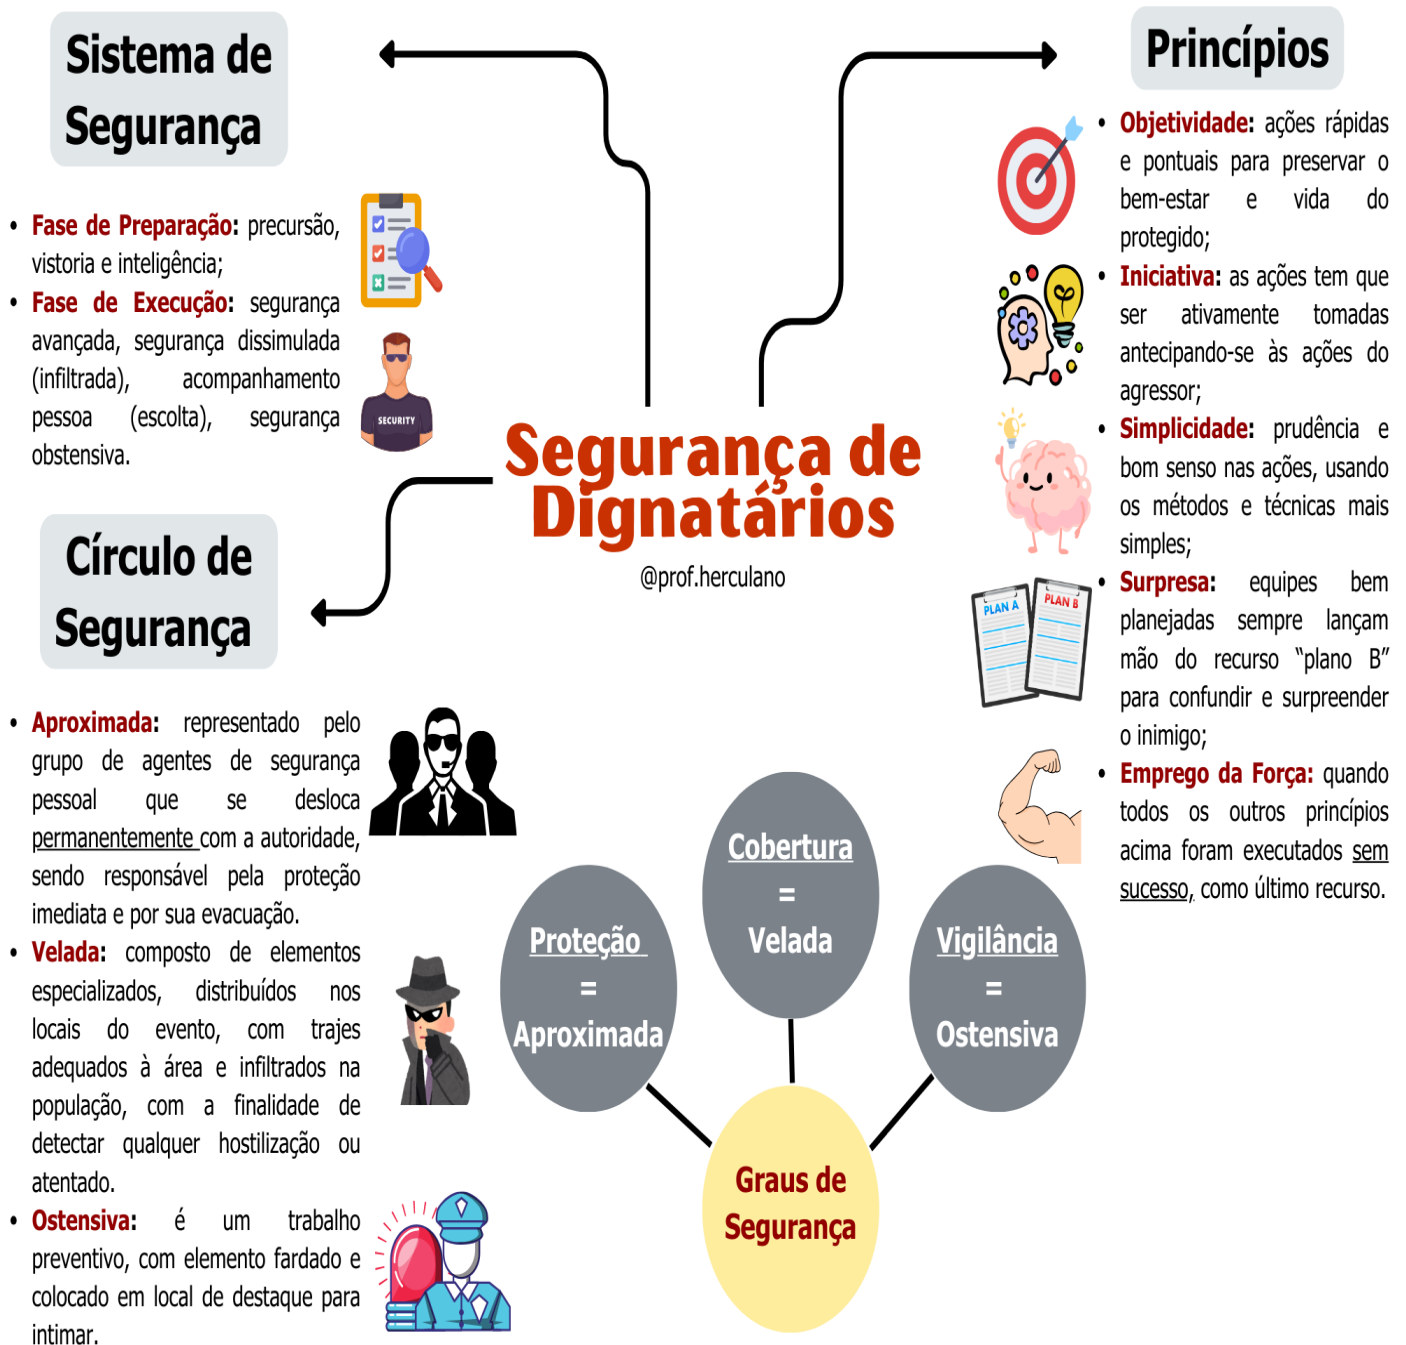 Sistema de
Segurança
• Fase de Preparação: precursão,
vistoria e inteligência;
• Fase de Execução: segurança
avançada, segurança dissimulada
(infiltrada), acompanhamento
pessoa (escolta), segurança
obstensiva.
SECURITY
Círculo de
Segurança
• Aproximada: representado pelo
grupo de agentes de segurança
pessoal que se desloca
permanentemente com a autoridade,
sendo responsável pela proteção
imediata e por sua evacuação.
• Velada: composto de elementos
especializados, distribuídos nos
locais do evento, com trajes
adequados à área e infiltrados na
população, com a finalidade de
detectar qualquer hostilização ou
atentado.
• Ostensiva: é um trabalho
preventivo, com elemento fardado e
colocado em local de destaque para
intimar.
Segurança de
Dignatários
@prof.herculano
Princípios
• Objetividade: ações rápidas
e pontuais para preservar o
bem-estar e vida do
protegido;
• Iniciativa: as ações tem que
ser ativamente tomadas
antecipando-se às ações do
agressor;
• Simplicidade: prudência e
bom senso nas ações, usando
os métodos e técnicas mais
simples;
• Surpresa: equipes bem
planejadas sempre lançam
mão do recurso “plano B”
para confundir e surpreender
o inimigo;
• Emprego da Força: quando
todos os outros princípios
acima foram executados sem
sucesso, como último recurso.
PLAN A
PLAN B
Proteção
=
Aproximada
Cobertura
=
Velada
Vigilância
=
Ostensiva
Graus de
Segurança